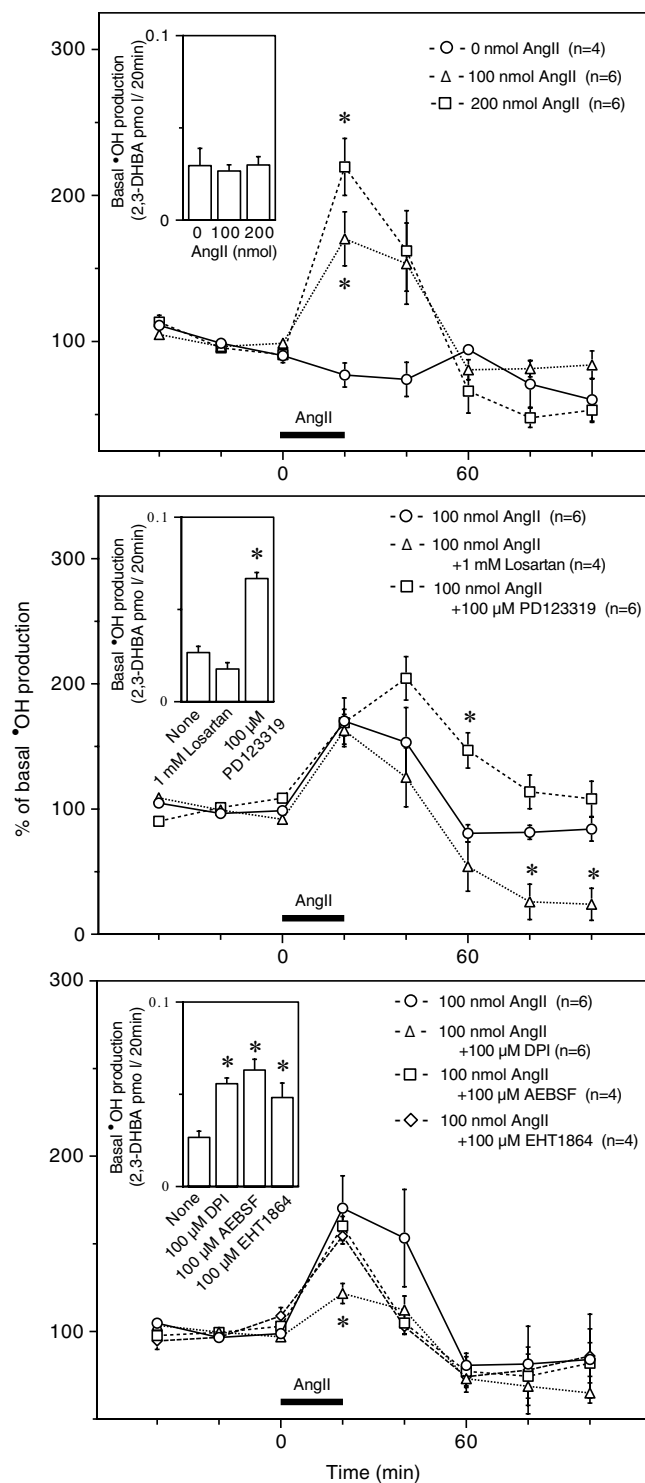 300
200
100
0.1
0
Basal •OH production
(2,3-DHBA pmo l/ 20min)
0 100 200
AngII (nmol)
0 nmol AngII (n=4)
100 nmol AngII (n=6)
200 nmol AngII (n=6)
*
*
AngII
0 60
% of basal •OH production
300
200
100
0
0.1
0
Basal •OH production
(2,3-DHBA pmo l/ 20min)
*
None
1 mM Losartan
100 µM
PD123319
100 nmol AngII (n=6)
100 nmol AngII
+1 mM Losartan (n=4)
100 nmol AngII
+100 µM PD123319 (n=6)
*
* *
AngII
0 60
300
200
100
0.1
0
Basal •OH production
(2,3-DHBA pmo l/ 20min)
* * *
None
100 µM DPI
100 µM AEBSF
100 µM EHT1864
100 nmol AngII (n=6)
100 nmol AngII
+100 µM DPI (n=6)
100 nmol AngII
+100 µM AEBSF (n=4)
100 nmol AngII
+100 µM EHT1864 (n=4)
*
AngII
0 60
Time (min)